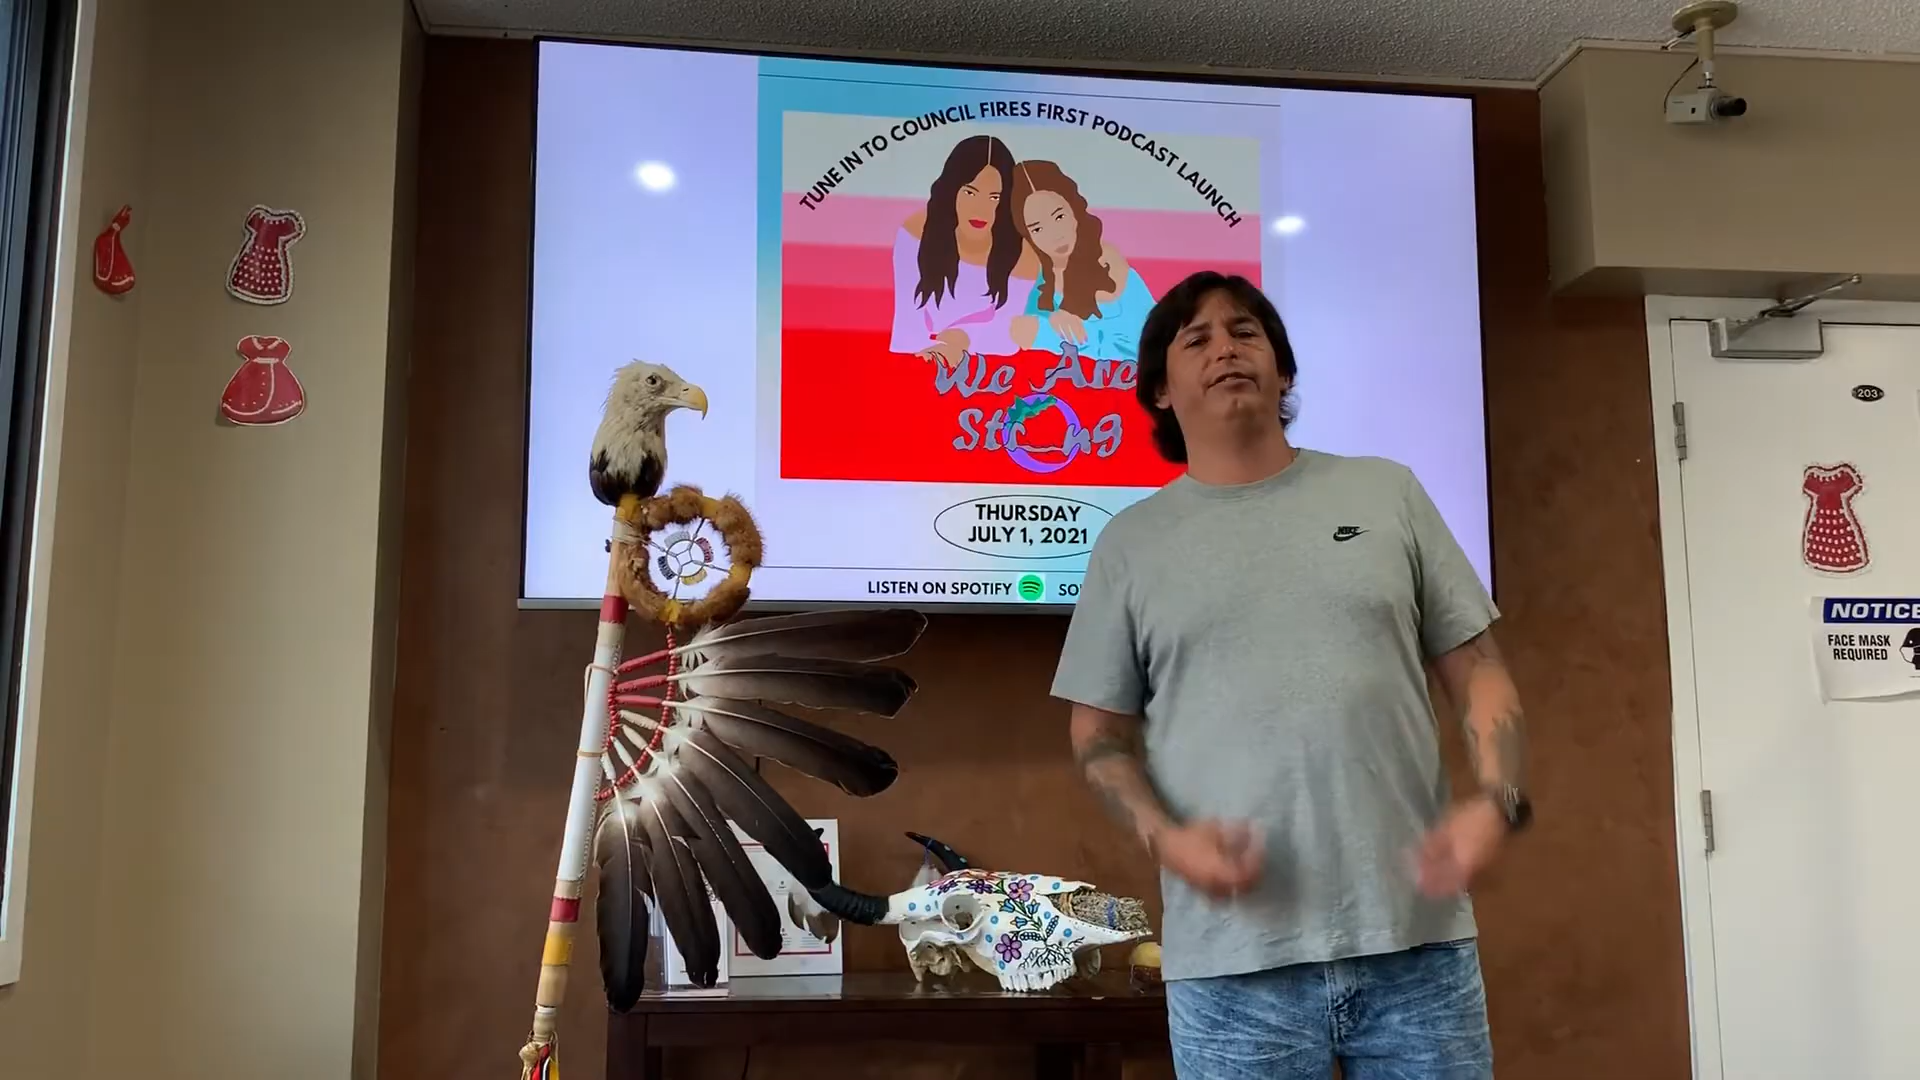 TUNE IN TO COUNCIL FIRES FIRST PODCAST LAUNCH
We Are
Strong
THURSDAY
JULY 1, 2021
LISTEN ON SPOTIFY
NIKE
203
NOTICE
FACE MASK
REQUIRED